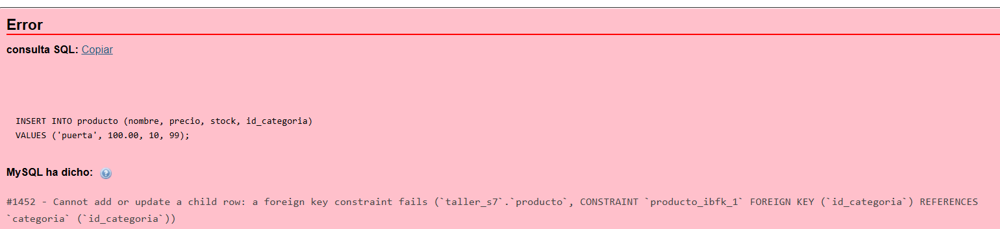 Error
consulta SQL: Copiar
INSERT INTO producto (nombre, precio, stock, id_categoria)
VALUES ('puerta', 100.00, 10, 99);
MySQL ha dicho: ?
#1452 - Cannot add or update a child row: a foreign key constraint fails (`taller_s7`.`producto`, CONSTRAINT `producto_ibfk_1` FOREIGN KEY (`id_categoria`) REFERENCES
`categoria` (`id_categoria`))